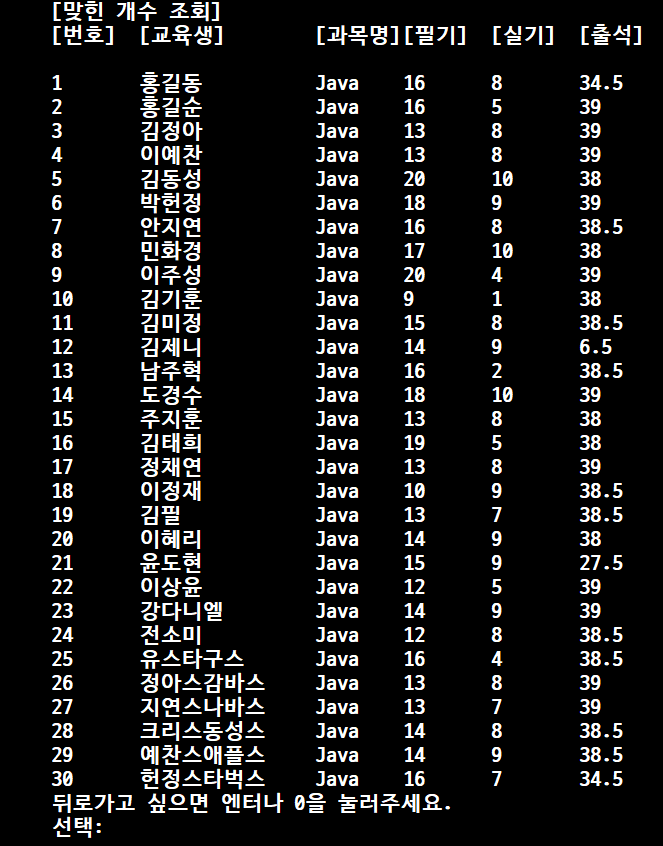 [맞힌 개수 조회]
[번호] [교육생] [과목명][필기] [실기] [출석]
1 홍길동 Java 16 8 34.5
2 홍길순 Java 16 5 39
3 김정아 Java 13 8 39
4 이예찬 Java 13 8 39
5 김동성 Java 20 10 38
6 박헌정 Java 18 9 39
7 안지연 Java 16 8 38.5
8 민화경 Java 17 10 38
9 이주성 Java 20 4 39
10 김기훈 Java 9 1 38
11 김미정 Java 15 8 38.5
12 김제니 Java 14 9 6.5
13 남주혁 Java 16 2 38.5
14 도경수 Java 18 10 39
15 주지훈 Java 13 8 38
16 김태희 Java 19 5 38
17 정채연 Java 13 8 39
18 이정재 Java 10 9 38.5
19 김필 Java 13 7 38.5
20 이혜리 Java 14 9 38
21 윤도현 Java 15 9 27.5
22 이상윤 Java 12 5 39
23 강다니엘 Java 14 9 39
24 전소미 Java 12 8 38.5
25 유스타구스 Java 16 4 38.5
26 정아스감바스 Java 13 8 39
27 지연스나바스 Java 13 7 39
28 크리스동성스 Java 14 8 38.5
29 예찬스애플스 Java 14 9 38.5
30 헌정스타벅스 Java 16 7 34.5
뒤로가고 싶으면 엔터나 0을 눌러주세요.
선택: